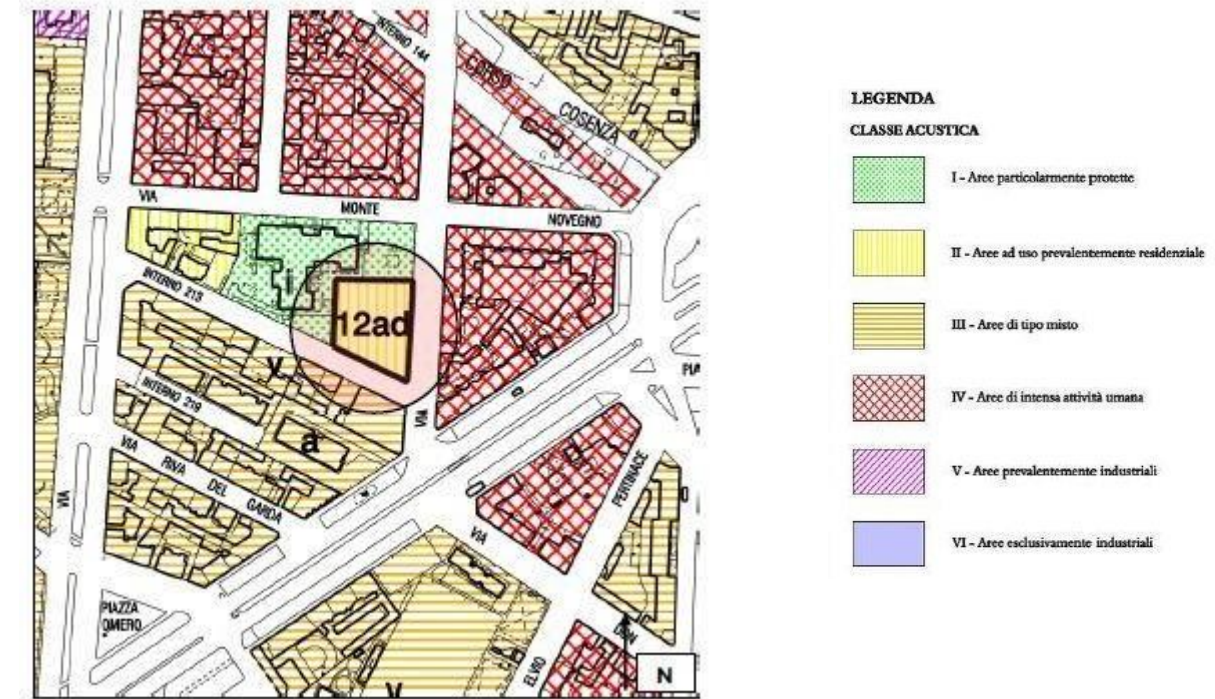 INTERNO 144
CORSO
COSENZA
VIA
MONTE
NOVEGNO
INTERNO 213
12ad
PIA
y
INTERNO 219
VIA
a
VIA
RIVA
DEL
GARDA
VIA
PERTINACE
VIA
PIAZZA
OMERO
ELVIO
N
y
LEGENDA
CLASSE ACUSTICA
I - Aree particolarmente protette
II - Aree ad uso prevalentemente residenziale
III - Aree di tipo misto
IV - Aree di intensa attività umana
V - Aree prevalentemente industriali
VI - Aree esclusivamente industriali